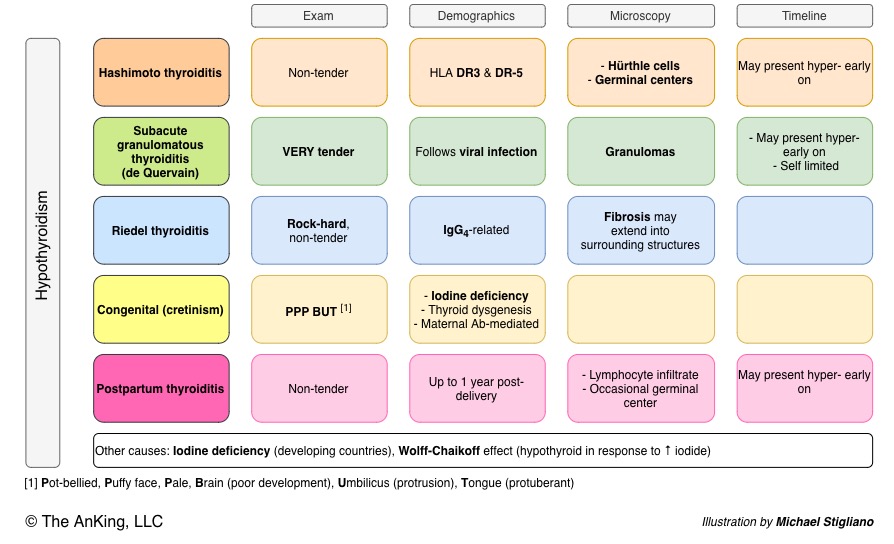 Exam
Demographics
Microscopy
Timeline
Hypothyroidism
Hashimoto thyroiditis
Non-tender
HLA DR3 & DR-5
- Hürthle cells
- Germinal centers
May present hyper- early
on
Subacute
granulomatous
thyroiditis
(de Quervain)
VERY tender
Follows viral infection
Granulomas
- May present hyper-
early on
- Self limited
Riedel thyroiditis
Rock-hard,
non-tender
IgG4-related
Fibrosis may
extend into
surrounding structures
Congenital (cretinism)
PPP BUT [1]
- Iodine deficiency
- Thyroid dysgenesis
- Maternal Ab-mediated
Postpartum thyroiditis
Non-tender
Up to 1 year post-
delivery
- Lymphocyte infiltrate
- Occasional germinal
center
May present hyper- early
on
Other causes: Iodine deficiency (developing countries), Wolff-Chaikoff effect (hypothyroid in response to ↑ iodide)
[1] Pot-bellied, Puffy face, Pale, Brain (poor development), Umbilicus (protrusion), Tongue (protuberant)
© The AnKing, LLC
Illustration by Michael Stigliano